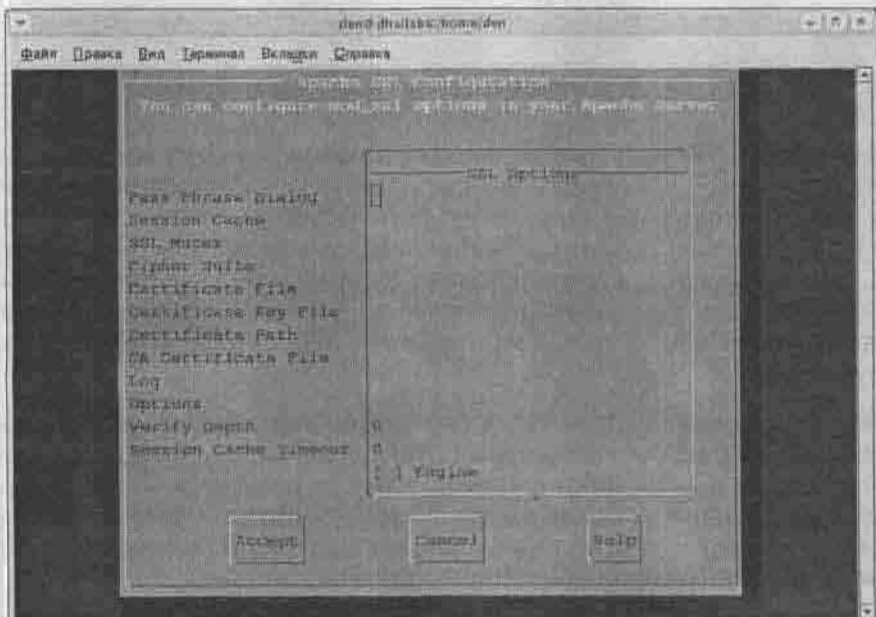 Файл Правка Вид Терминал Вкладки Справка
Apache SSL Configuration
You can configure mod_ssl options in your Apache Server
SSL Options
Pass Phrase Dialog
Session Cache
SSL Mutex
Cipher Suite
Certificate File
Certificate Key File
Certificate Path
CA Certificate File
Log
Options
Verify Depth 0
Session Cache Timeout 0
[ ] Engine
Accept Cancel Help